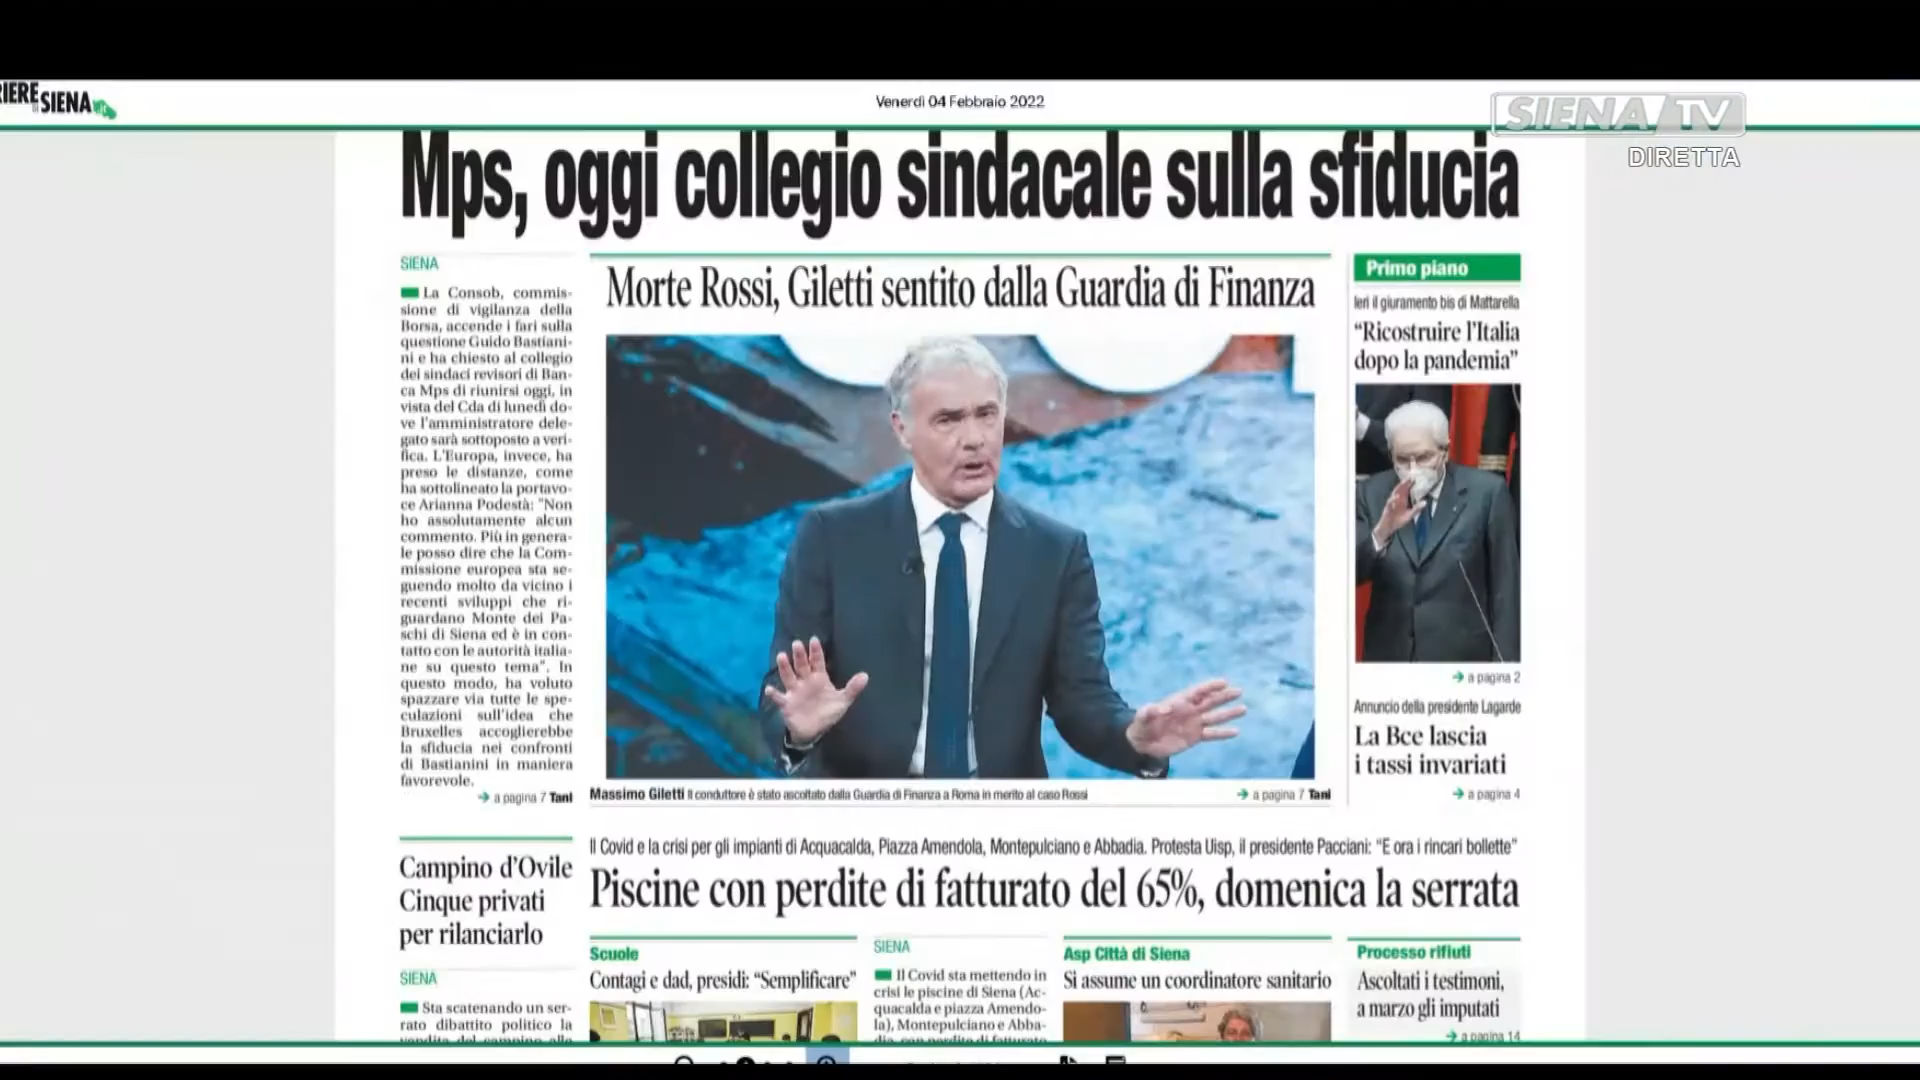 RIERE DI SIENA.it
Venerdì 04 Febbraio 2022
SIENA TV
DIRETTA
Mps, oggi collegio sindacale sulla sfiducia
SIENA
La Consob, commis-
sione di vigilanza della
Borsa, accende i fari sulla
questione Guido Bastiani-
ni e ha chiesto al collegio
dei sindaci revisori di Ban-
ca Mps di riunirsi oggi, in
vista del Cda di lunedì do-
ve l'amministratore dele-
gato sarà sottoposto a veri-
fica. L'Europa, invece, ha
preso le distanze, come
ha sottolineato la portavo-
ce Arianna Podestà: "Non
ho assolutamente alcun
commento. Più in genera-
le posso dire che la Com-
missione europea sta se-
guendo molto da vicino i
recenti sviluppi che ri-
guardano Monte dei Pa-
schi di Siena ed è in con-
tatto con le autorità italia-
ne su questo tema". In
questo modo, ha voluto
spazzare via tutte le spe-
culazioni sull'idea che
Bruxelles accoglierebbe
la sfiducia nei confronti
di Bastianini in maniera
favorevole.
a pagina 7 Tani
Morte Rossi, Giletti sentito dalla Guardia di Finanza
Massimo Giletti Il conduttore è stato ascoltato dalla Guardia di Finanza a Roma in merito al caso Rossi
a pagina 7 Tani
Primo piano
Ieri il giuramento bis di Mattarella
"Ricostruire l'Italia
dopo la pandemia"
a pagina 2
Annuncio della presidente Lagarde
La Bce lascia
i tassi invariati
a pagina 4
Campino d'Ovile
Cinque privati
per rilanciarlo
SIENA
Sta scatenando un ser-
rato dibattito politico la
vendita del campino allo
Il Covid e la crisi per gli impianti di Acquacalda, Piazza Amendola, Montepulciano e Abbadia. Protesta Uisp, il presidente Pacciani: "E ora i rincari bollette"
Piscine con perdite di fatturato del 65%, domenica la serrata
Scuole
Contagi e dad, presidi: "Semplificare"
SIENA
Il Covid sta mettendo in
crisi le piscine di Siena (Ac-
quacalda e piazza Amendo-
la), Montepulciano e Abba-
dia, con perdite di fatturato
Asp Città di Siena
Si assume un coordinatore sanitario
Processo rifiuti
Ascoltati i testimoni,
a marzo gli imputati
a pagina 14